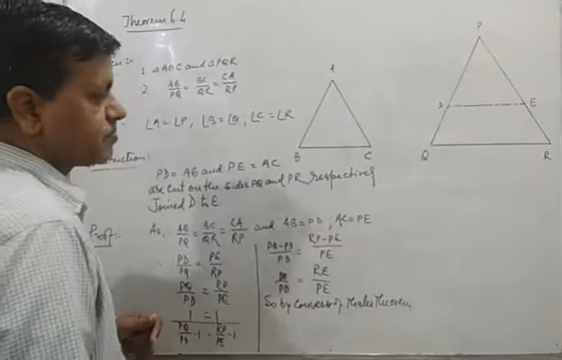 Theorem 6.4
1. △ABC and △PQR
2. AB/PQ = BC/QR = CA/RP
∠A = ∠P, ∠B = ∠Q, ∠C = ∠R
PD = AB and PE = AC
are cut on the sides PQ and PR respectively
Joined D to E.
Proof:-
As, AB/PQ = BC/QR = CA/RP and AB = PD, AC = PE
PD/PQ = PE/RP
PQ/PD = RP/PE
1 = 1
PQ/PD -1 = RP/PE -1
PQ-PD/PD = RP-PE/PE
/PD = RE/PE
So by converse of Thales Theorem
A
B
C
P
D
E
Q
R